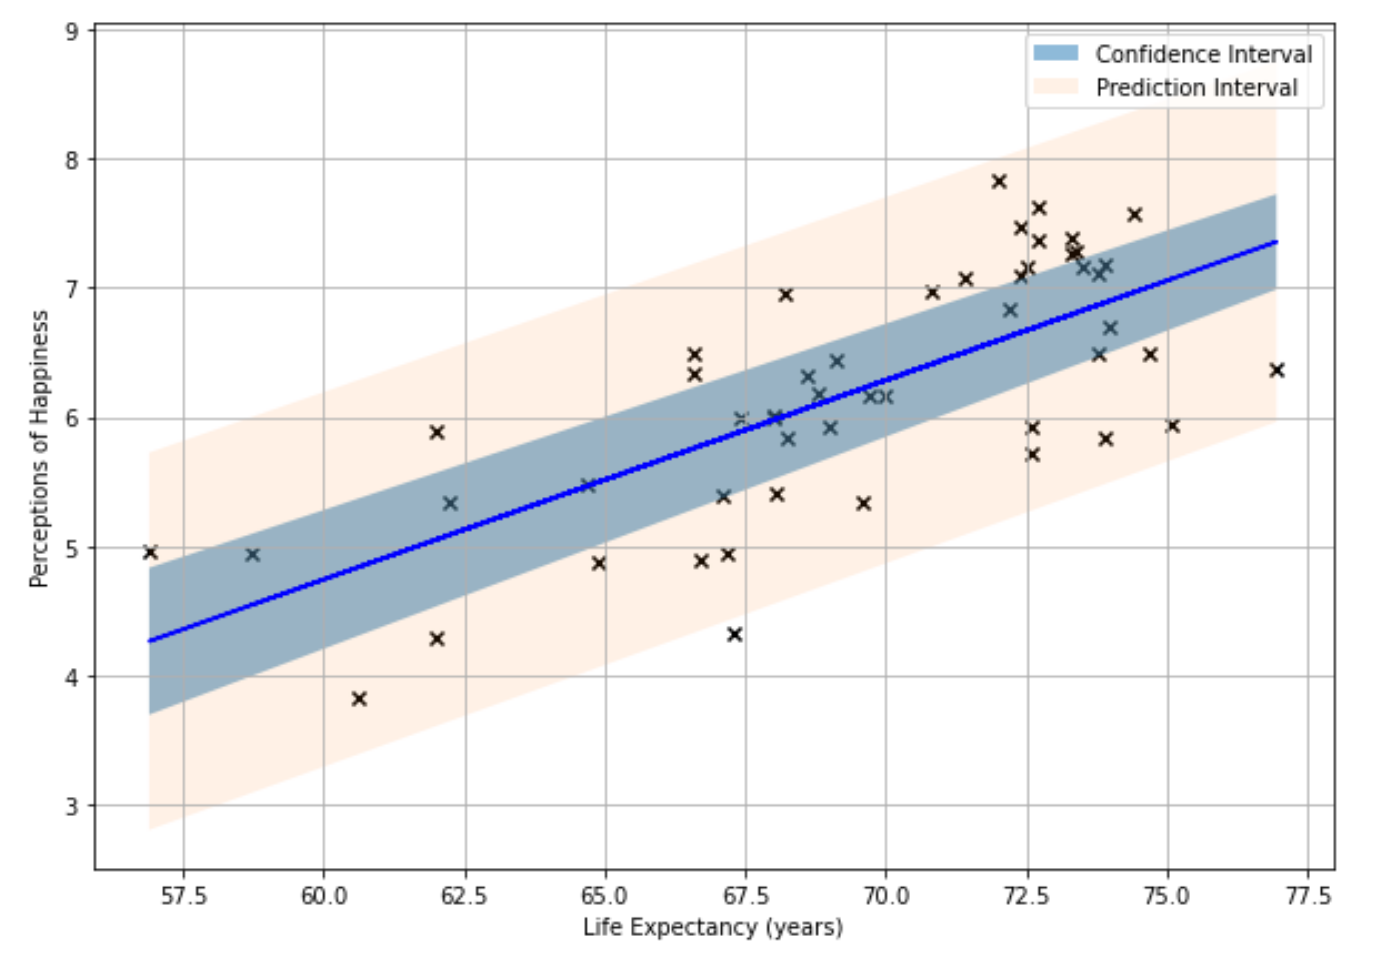 9
8
7
6
5
4
3
Perceptions of Happiness
Confidence Interval
Prediction Interval
57.5 60.0 62.5 65.0 67.5 70.0 72.5 75.0 77.5
Life Expectancy (years)